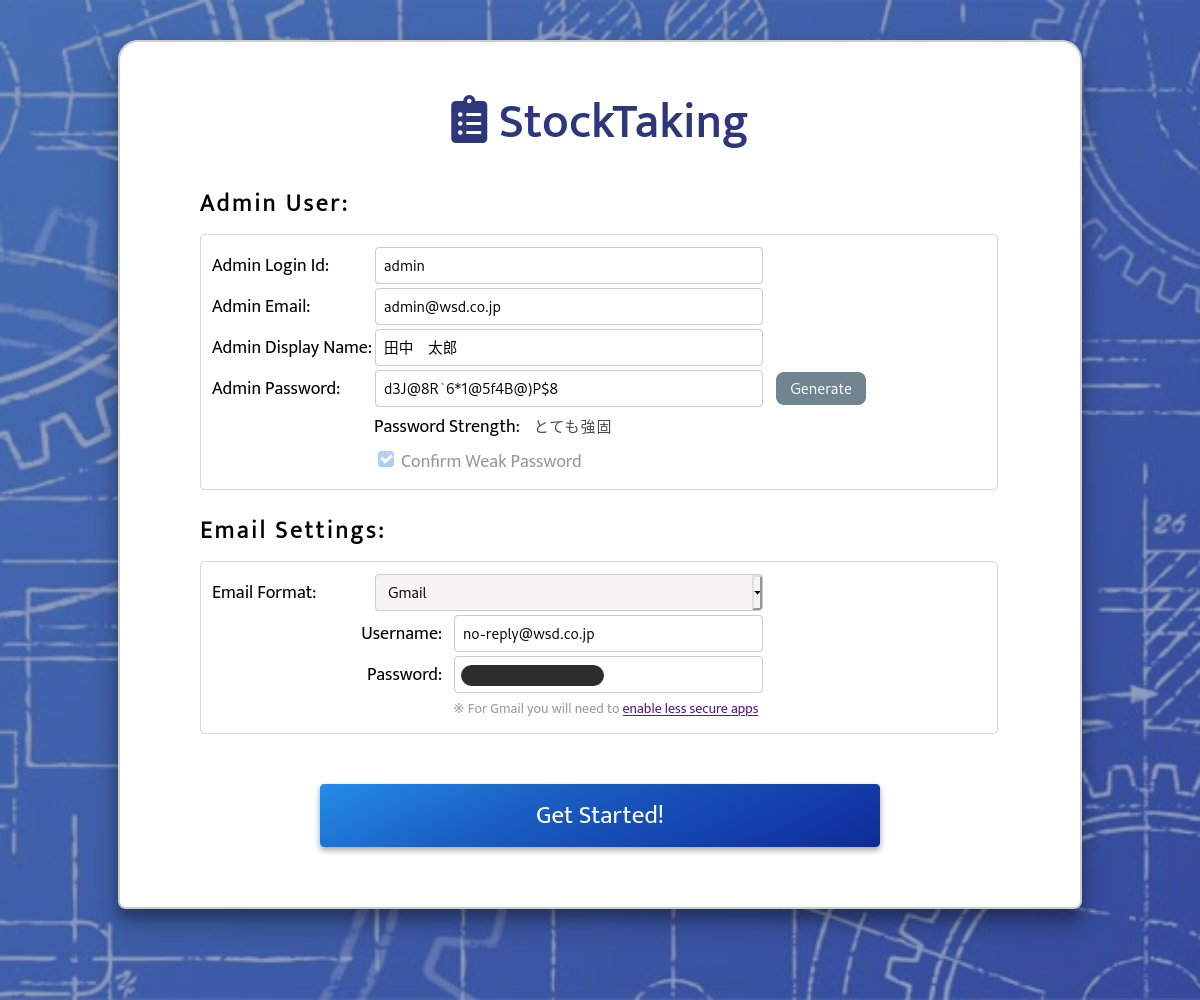 StockTaking
Admin User:
Admin Login Id: admin
Admin Email: admin@wsd.co.jp
Admin Display Name: 田中　太郎
Admin Password: d3J@8R`6*1@5f4B@)P$8 Generate
Password Strength: とても強固
Confirm Weak Password
Email Settings:
Email Format: Gmail
Username: no-reply@wsd.co.jp
Password:
※ For Gmail you will need to enable less secure apps
Get Started!
26